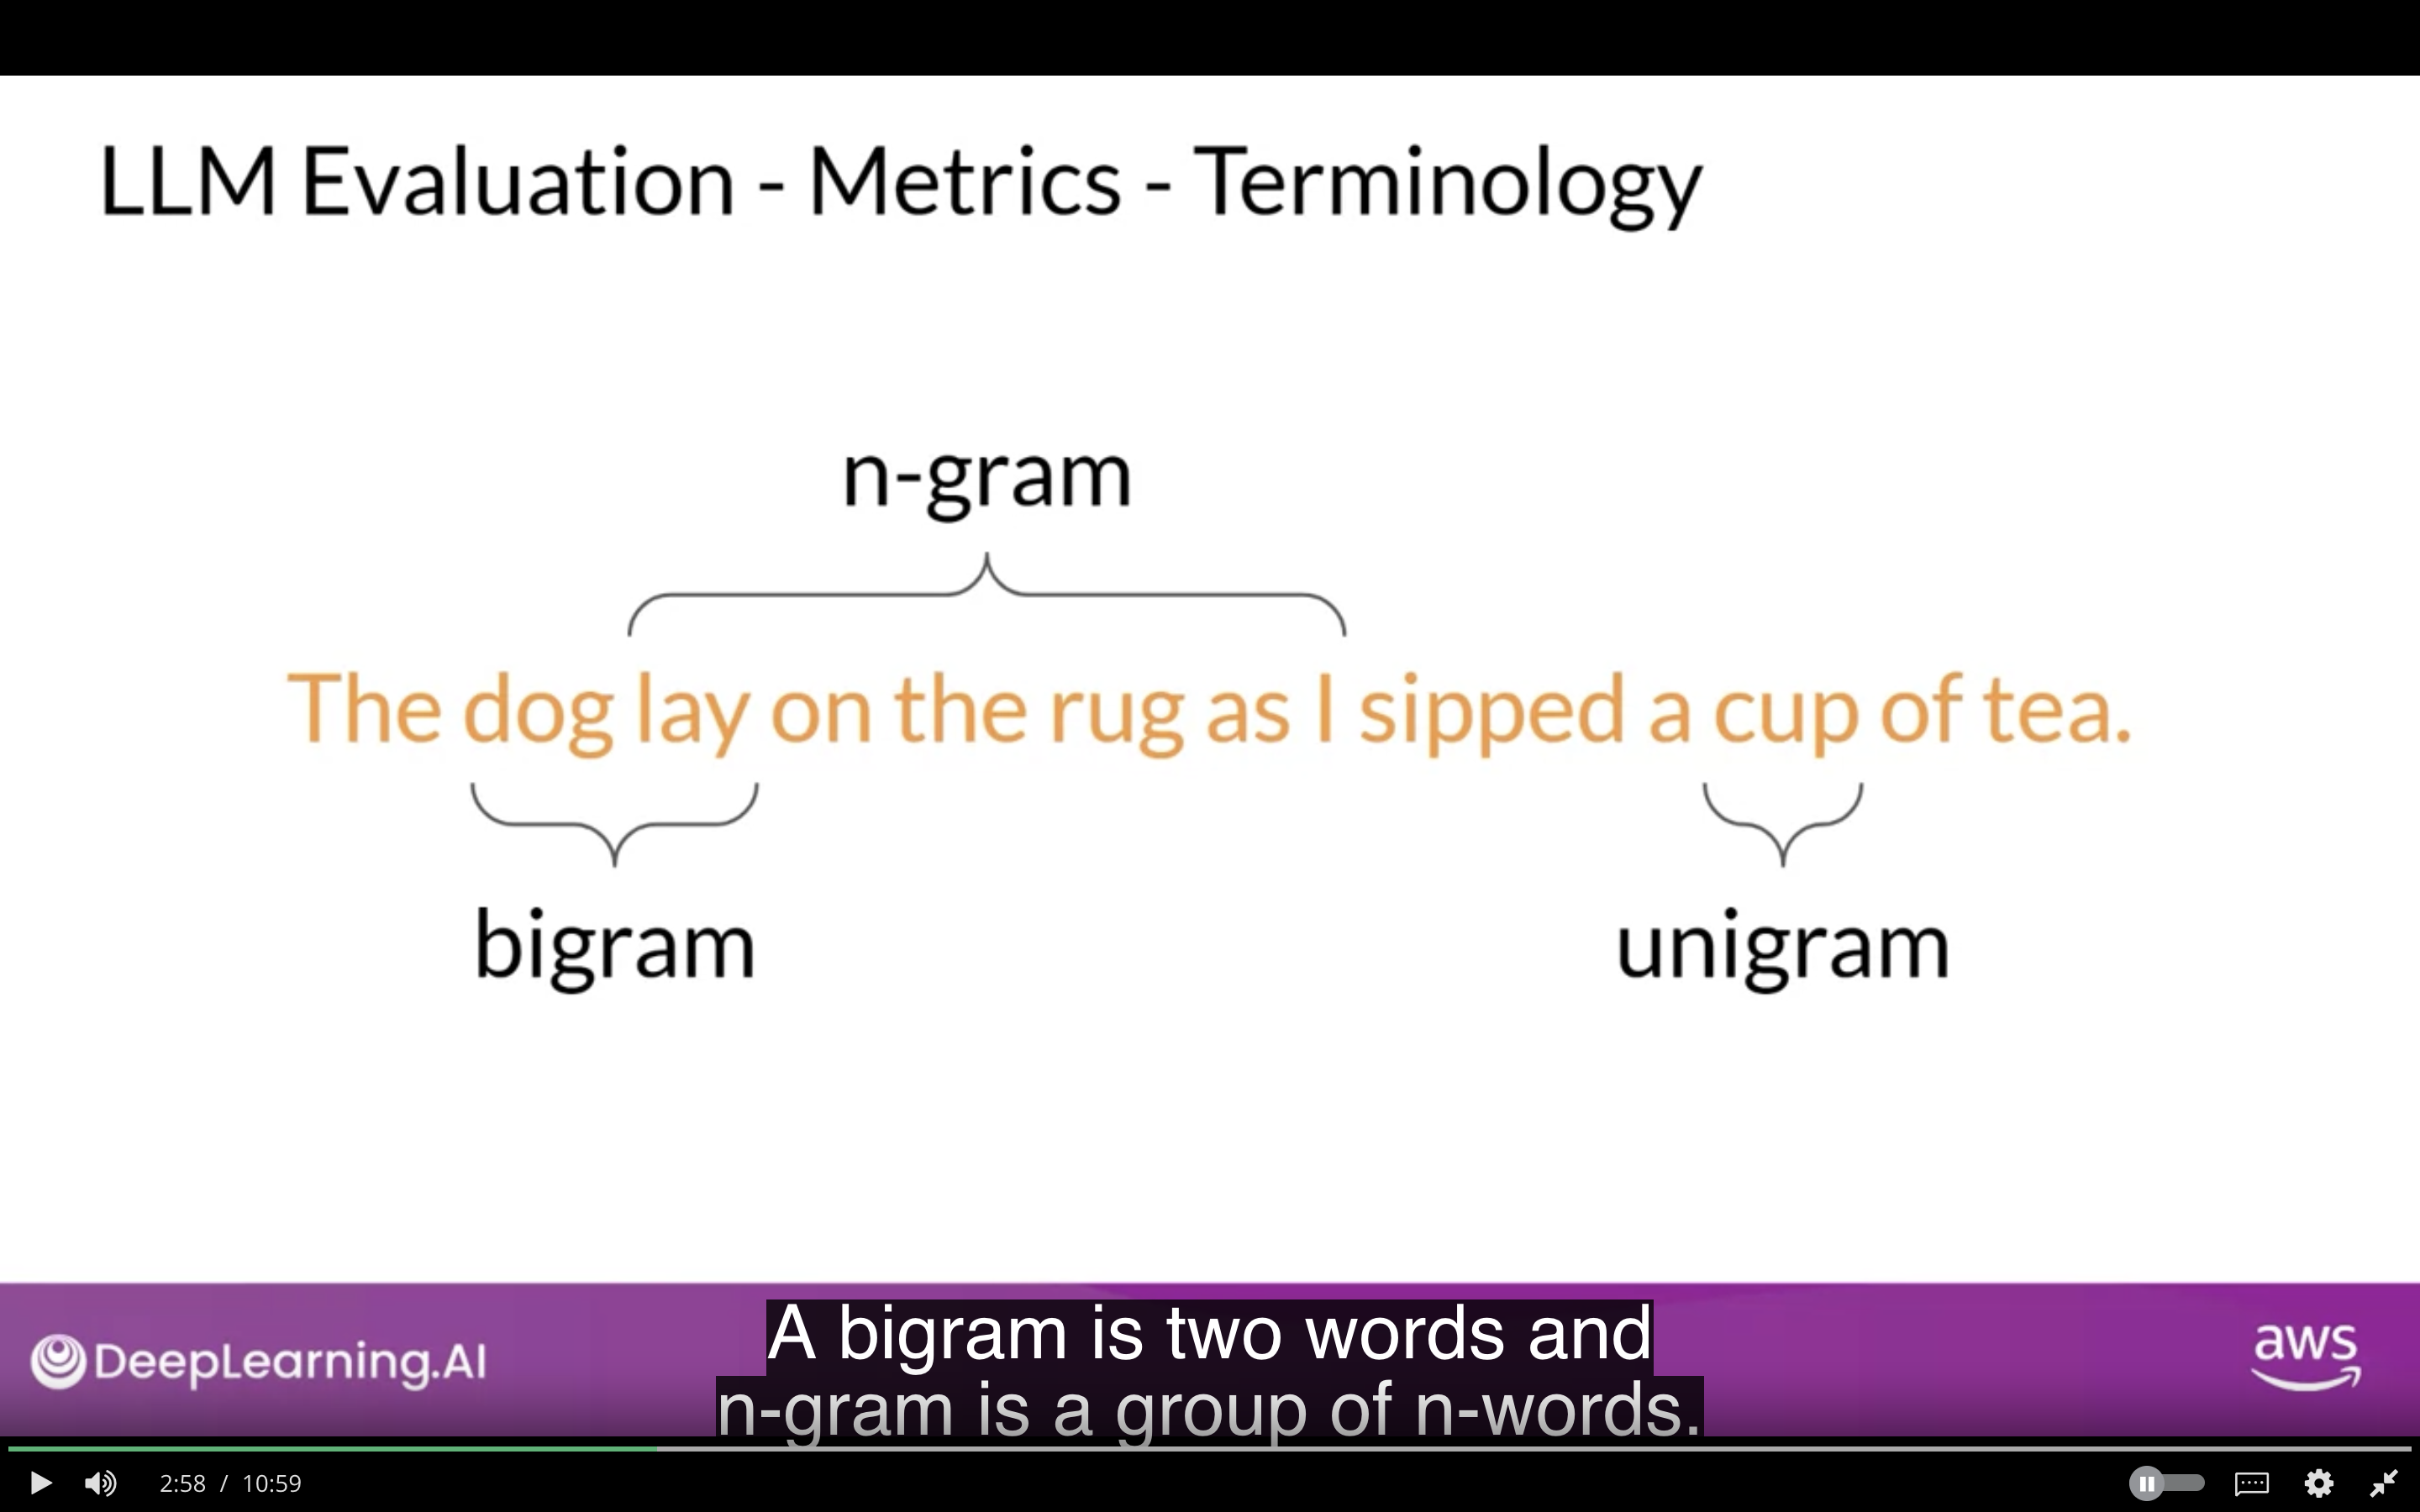 LLM Evaluation - Metrics - Terminology
n-gram
The dog lay on the rug as I sipped a cup of tea.
bigram
unigram
DeepLearning.AI
A bigram is two words and
n-gram is a group of n-words.
aws
2:58 / 10:59